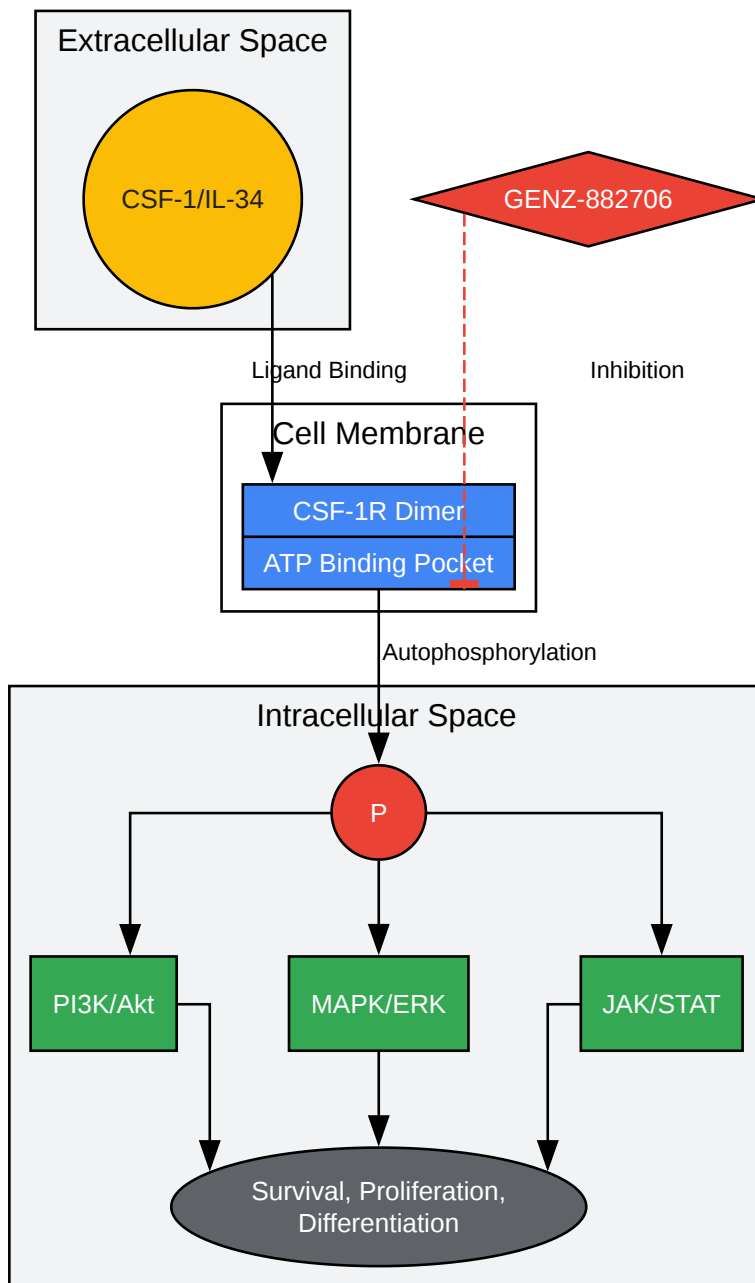 Extracellular Space
CSF-1/IL-34
GENZ-882706
Ligand Binding
Inhibition
Cell Membrane
CSF-1R Dimer
ATP Binding Pocket
Autophosphorylation
Intracellular Space
P
PI3K/Akt
MAPK/ERK
JAK/STAT
Survival, Proliferation,
Differentiation